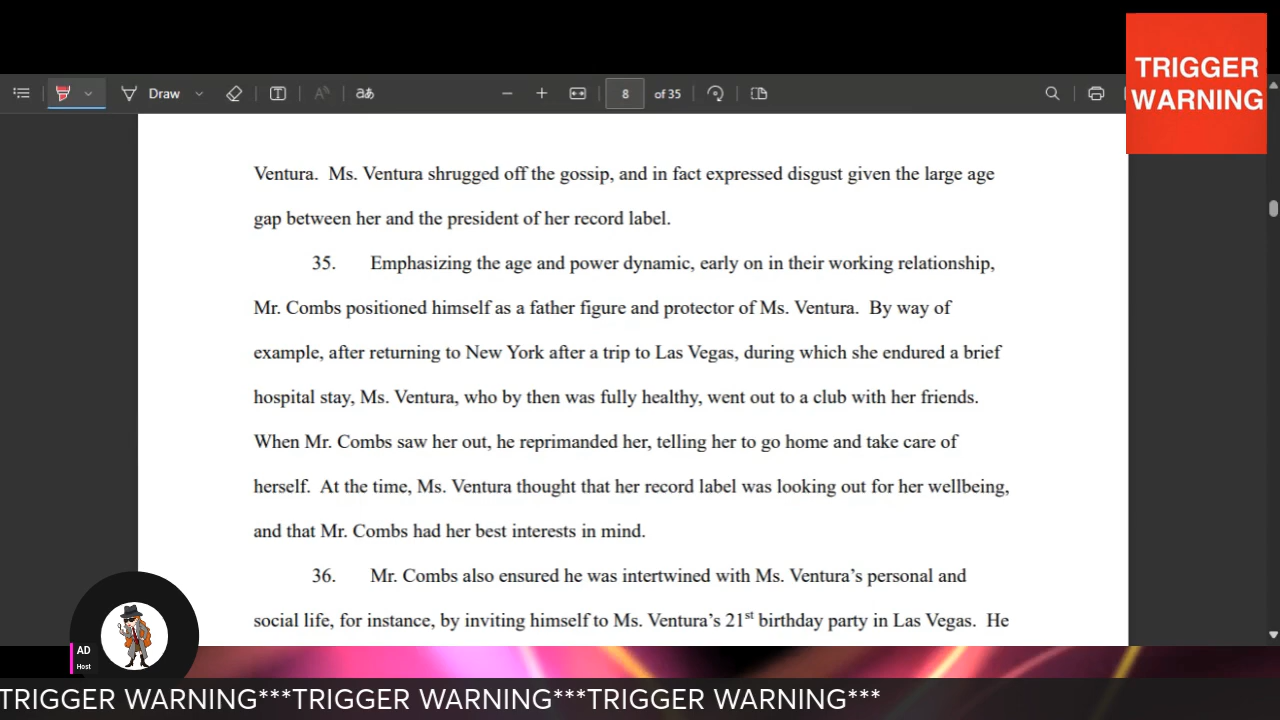 TRIGGER
WARNING
Draw
8 of 35
Ventura. Ms. Ventura shrugged off the gossip, and in fact expressed disgust given the large age
gap between her and the president of her record label.
35. Emphasizing the age and power dynamic, early on in their working relationship,
Mr. Combs positioned himself as a father figure and protector of Ms. Ventura. By way of
example, after returning to New York after a trip to Las Vegas, during which she endured a brief
hospital stay, Ms. Ventura, who by then was fully healthy, went out to a club with her friends.
When Mr. Combs saw her out, he reprimanded her, telling her to go home and take care of
herself. At the time, Ms. Ventura thought that her record label was looking out for her wellbeing,
and that Mr. Combs had her best interests in mind.
36. Mr. Combs also ensured he was intertwined with Ms. Ventura’s personal and
social life, for instance, by inviting himself to Ms. Ventura’s 21st birthday party in Las Vegas. He
AD
Host
TRIGGER WARNING***TRIGGER WARNING***TRIGGER WARNING***